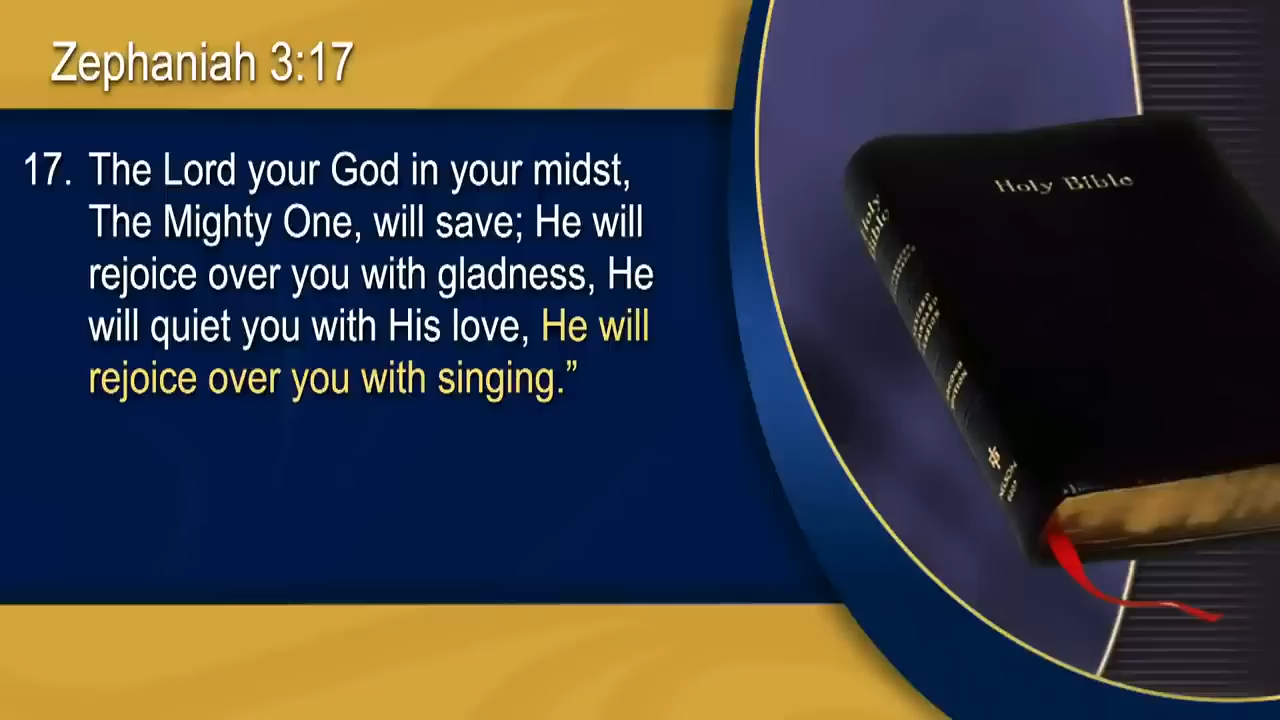 Zephaniah 3:17
17. The Lord your God in your midst,
The Mighty One, will save; He will
rejoice over you with gladness, He
will quiet you with His love, He will
rejoice over you with singing.”
Holy Bible
Holy
Bible